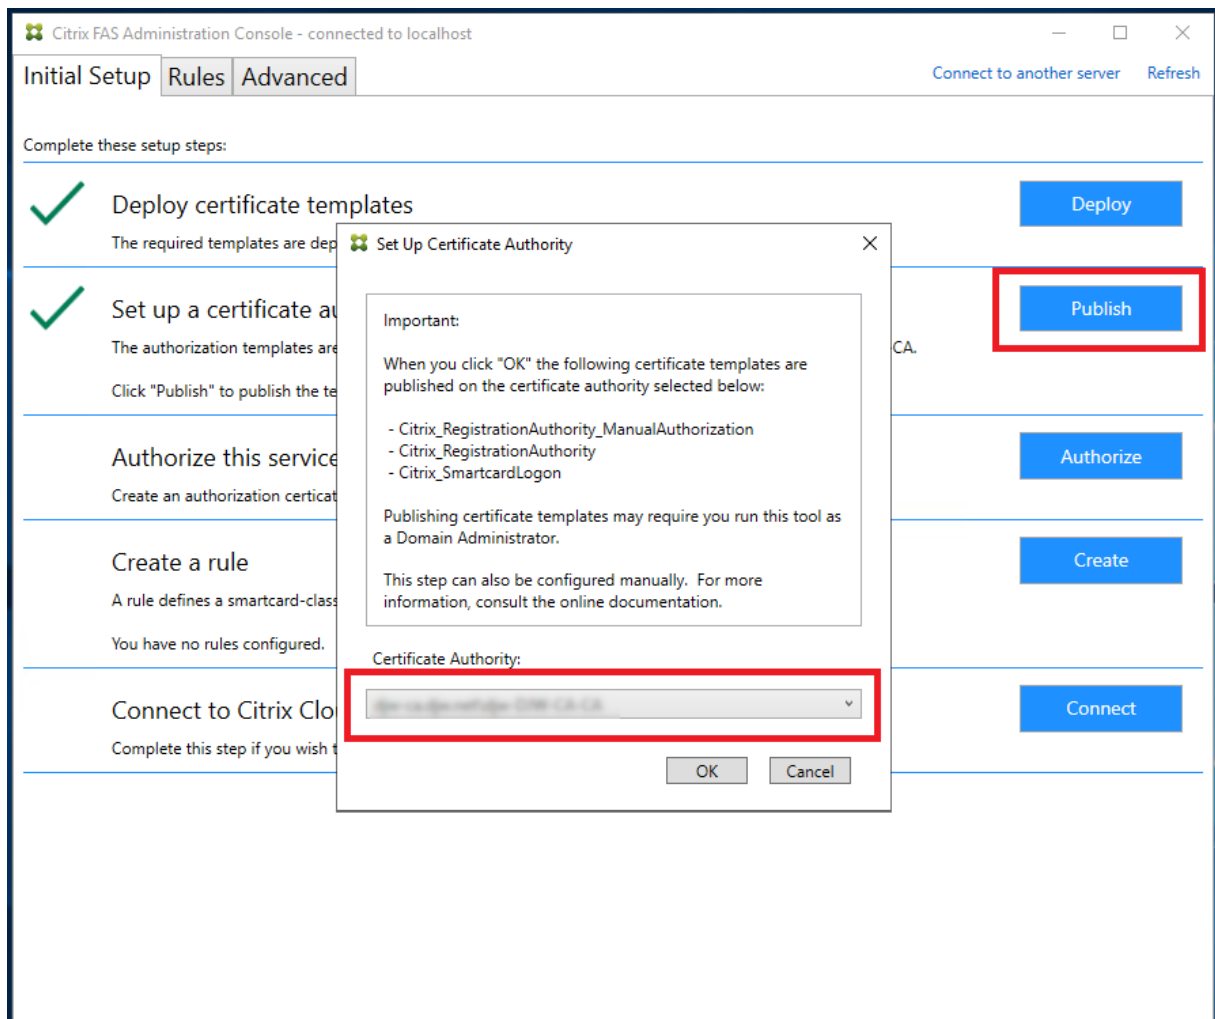 Citrix FAS Administration Console - connected to localhost
Initial Setup Rules Advanced
Connect to another server Refresh
Complete these setup steps:
Deploy certificate templates
Deploy
The required templates are dep
Set up a certificate au
Publish
The authorization templates are
CA.
Click "Publish" to publish the te
Authorize this service
Authorize
Create an authorization certicat
Create a rule
Create
A rule defines a smartcard-class
You have no rules configured.
Connect to Citrix Clo
Connect
Complete this step if you wish t
Set Up Certificate Authority
Important:
When you click "OK" the following certificate templates are
published on the certificate authority selected below:
- Citrix_RegistrationAuthority_ManualAuthorization
- Citrix_RegistrationAuthority
- Citrix_SmartcardLogon
Publishing certificate templates may require you run this tool as
a Domain Administrator.
This step can also be configured manually. For more
information, consult the online documentation.
Certificate Authority:
OK Cancel